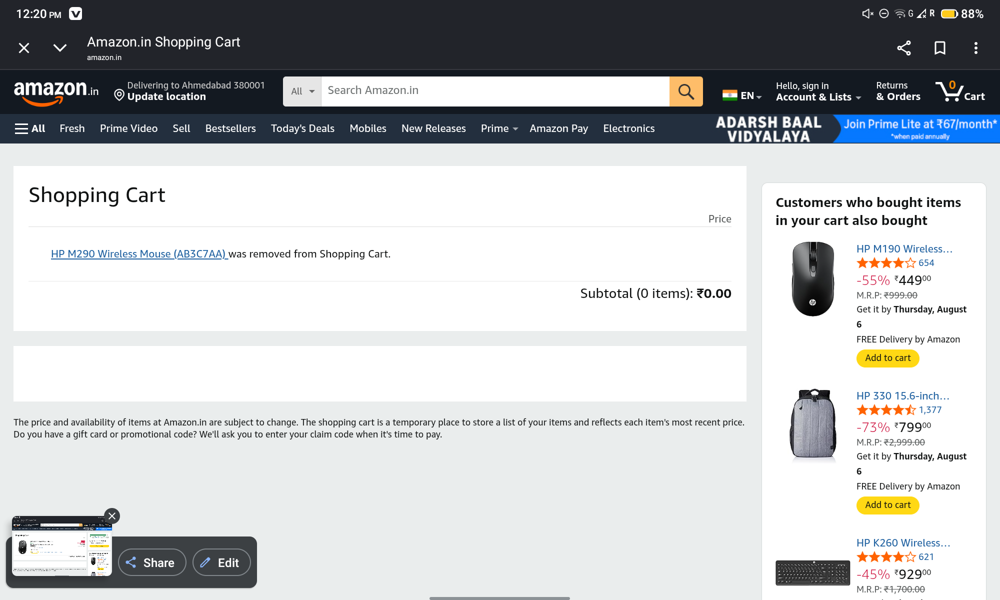 12:20 PM
G R 88%
Amazon.in Shopping Cart
amazon.in
amazon.in
Delivering to Ahmedabad 380001
Update location
All
Search Amazon.in
EN
Hello, sign in
Account & Lists
Returns
& Orders
0
Cart
All Fresh Prime Video Sell Bestsellers Today's Deals Mobiles New Releases Prime Amazon Pay Electronics
ADARSH BAAL
VIDYALAYA
Join Prime Lite at ₹67/month*
*when paid annually
Shopping Cart
Price
HP M290 Wireless Mouse (AB3C7AA) was removed from Shopping Cart.
Subtotal (0 items): ₹0.00
The price and availability of items at Amazon.in are subject to change. The shopping cart is a temporary place to store a list of your items and reflects each item's most recent price.
Do you have a gift card or promotional code? We'll ask you to enter your claim code when it's time to pay.
Customers who bought items
in your cart also bought
HP M190 Wireless…
654
-55% ₹44900
M.R.P: ₹999.00
Get it by Thursday, August
6
FREE Delivery by Amazon
Add to cart
HP 330 15.6-inch…
1,377
-73% ₹79900
M.R.P: ₹2,999.00
Get it by Thursday, August
6
FREE Delivery by Amazon
Add to cart
HP K260 Wireless…
621
-45% ₹92900
M.R.P: ₹1,700.00
Share
Edit